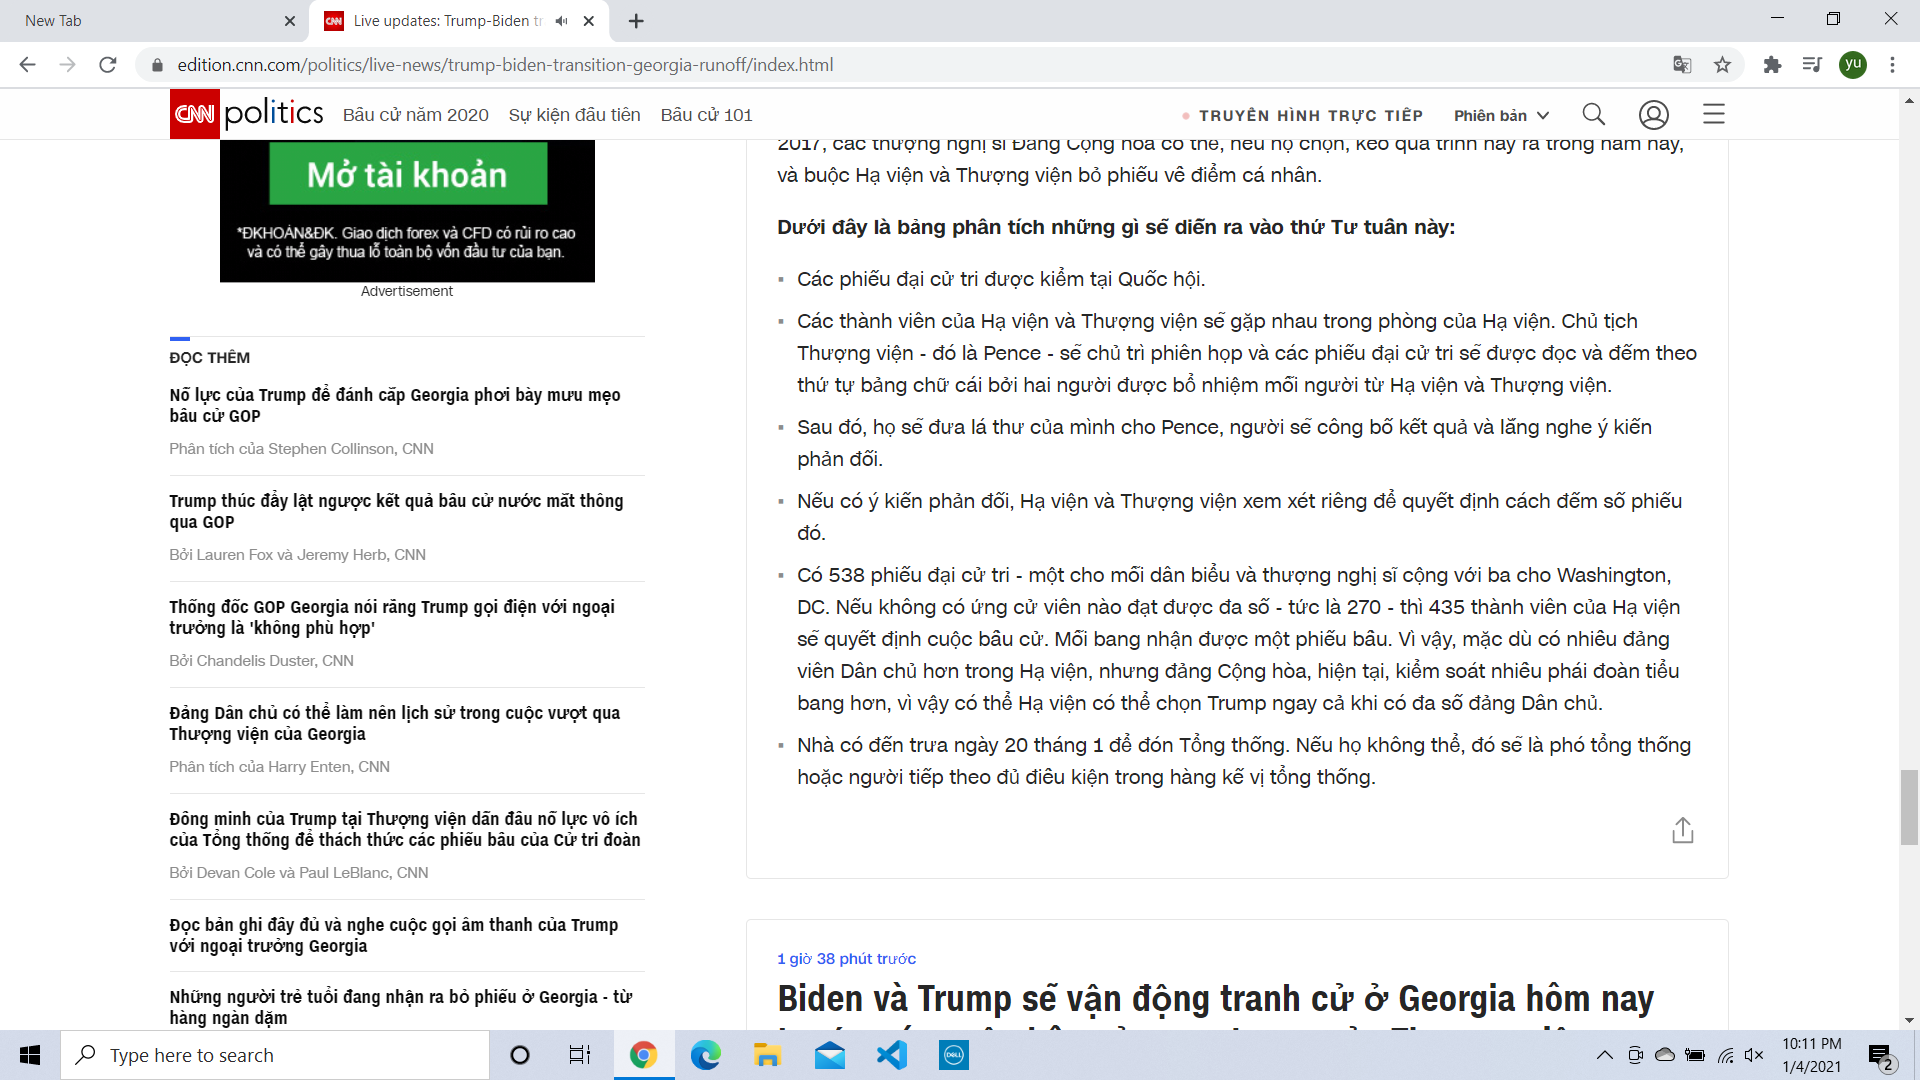 New Tab
Live updates: Trump-Biden tr
edition.cnn.com/politics/live-news/trump-biden-transition-georgia-runoff/index.html
yu
CNN politics
Bầu cử năm 2020
Sự kiện đầu tiên
Bầu cử 101
TRUYỀN HÌNH TRỰC TIẾP
Phiên bản
Mở tài khoản
*ĐKHOẢN&ĐK. Giao dịch forex và CFD có rủi ro cao
và có thể gây thua lỗ toàn bộ vốn đầu tư của bạn.
Advertisement
ĐỌC THÊM
Nỗ lực của Trump để đánh cắp Georgia phơi bày mưu mẹo
bầu cử GOP
Phân tích của Stephen Collinson, CNN
Trump thúc đẩy lật ngược kết quả bầu cử nước mắt thông
qua GOP
Bởi Lauren Fox và Jeremy Herb, CNN
Thống đốc GOP Georgia nói rằng Trump gọi điện với ngoại
trưởng là 'không phù hợp'
Bởi Chandelis Duster, CNN
Đảng Dân chủ có thể làm nên lịch sử trong cuộc vượt qua
Thượng viện của Georgia
Phân tích của Harry Enten, CNN
Đồng minh của Trump tại Thượng viện dẫn đầu nỗ lực vô ích
của Tổng thống để thách thức các phiếu bầu của Cử tri đoàn
Bởi Devan Cole và Paul LeBlanc, CNN
Đọc bản ghi đầy đủ và nghe cuộc gọi âm thanh của Trump
với ngoại trưởng Georgia
Những người trẻ tuổi đang nhận ra bỏ phiếu ở Georgia - từ
hàng ngàn dặm
2017, các thượng nghị sĩ Đảng Cộng hòa có thể, nếu họ chọn, kéo quá trình này ra trong năm nay,
và buộc Hạ viện và Thượng viện bỏ phiếu về điểm cá nhân.
Dưới đây là bảng phân tích những gì sẽ diễn ra vào thứ Tư tuần này:
Các phiếu đại cử tri được kiểm tại Quốc hội.
Các thành viên của Hạ viện và Thượng viện sẽ gặp nhau trong phòng của Hạ viện. Chủ tịch
Thượng viện - đó là Pence - sẽ chủ trì phiên họp và các phiếu đại cử tri sẽ được đọc và đếm theo
thứ tự bảng chữ cái bởi hai người được bổ nhiệm mỗi người từ Hạ viện và Thượng viện.
Sau đó, họ sẽ đưa lá thư của mình cho Pence, người sẽ công bố kết quả và lắng nghe ý kiến
phản đối.
Nếu có ý kiến phản đối, Hạ viện và Thượng viện xem xét riêng để quyết định cách đếm số phiếu
đó.
Có 538 phiếu đại cử tri - một cho mỗi dân biểu và thượng nghị sĩ cộng với ba cho Washington,
DC. Nếu không có ứng cử viên nào đạt được đa số - tức là 270 - thì 435 thành viên của Hạ viện
sẽ quyết định cuộc bầu cử. Mỗi bang nhận được một phiếu bầu. Vì vậy, mặc dù có nhiều đảng
viên Dân chủ hơn trong Hạ viện, nhưng đảng Cộng hòa, hiện tại, kiểm soát nhiều phái đoàn tiểu
bang hơn, vì vậy có thể Hạ viện có thể chọn Trump ngay cả khi có đa số đảng Dân chủ.
Nhà có đến trưa ngày 20 tháng 1 để đón Tổng thống. Nếu họ không thể, đó sẽ là phó tổng thống
hoặc người tiếp theo đủ điều kiện trong hàng kế vị tổng thống.
1 giờ 38 phút trước
Biden và Trump sẽ vận động tranh cử ở Georgia hôm nay
Type here to search
DELL
10:11 PM
1/4/2021
2